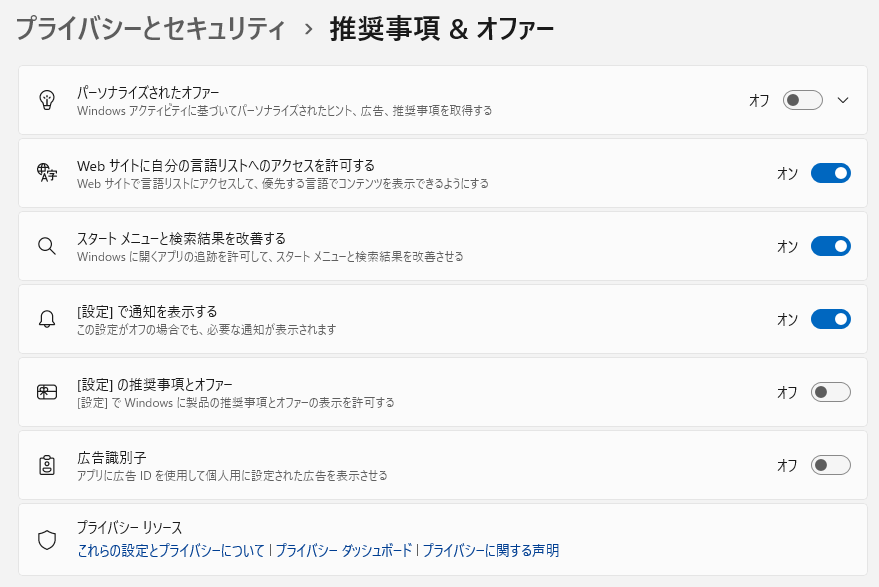 プライバシーとセキュリティ › 推奨事項 & オファー
パーソナライズされたオファー
Windows アクティビティに基づいてパーソナライズされたヒント、広告、推奨事項を取得する
オフ
Web サイトに自分の言語リストへのアクセスを許可する
Web サイトで言語リストにアクセスして、優先する言語でコンテンツを表示できるようにする
オン
スタート メニューと検索結果を改善する
Windows に開くアプリの追跡を許可して、スタート メニューと検索結果を改善させる
オン
[設定] で通知を表示する
この設定がオフの場合でも、必要な通知が表示されます
オン
[設定] の推奨事項とオファー
[設定] で Windows に製品の推奨事項とオファーの表示を許可する
オフ
広告識別子
アプリに広告 ID を使用して個人用に設定された広告を表示させる
オフ
プライバシー リソース
これらの設定とプライバシーについて | プライバシー ダッシュボード | プライバシーに関する声明